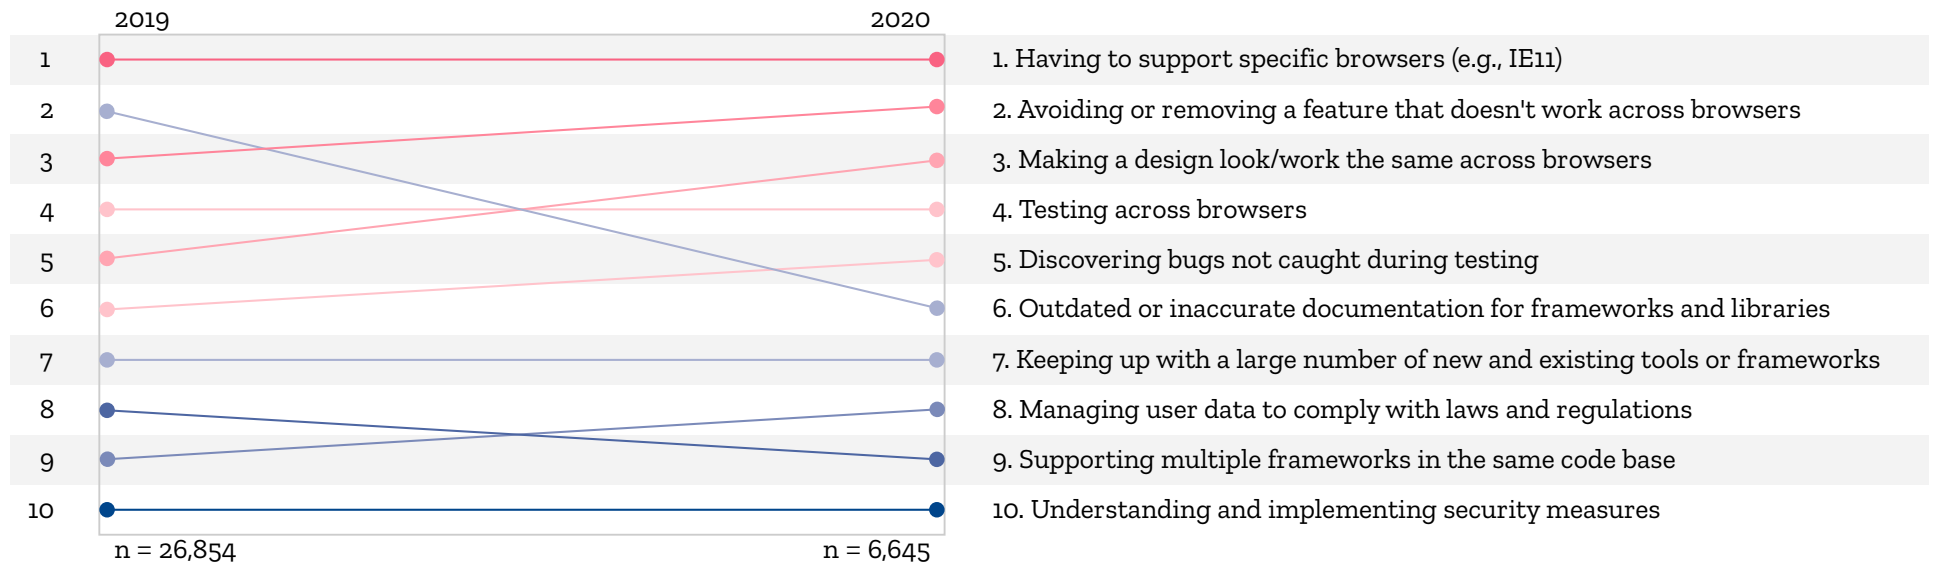 2019 2020
1 1. Having to support specific browsers (e.g., IE11)
2 2. Avoiding or removing a feature that doesn't work across browsers
3 3. Making a design look/work the same across browsers
4 4. Testing across browsers
5 5. Discovering bugs not caught during testing
6 6. Outdated or inaccurate documentation for frameworks and libraries
7 7. Keeping up with a large number of new and existing tools or frameworks
8 8. Managing user data to comply with laws and regulations
9 9. Supporting multiple frameworks in the same code base
10 10. Understanding and implementing security measures
n = 26,854 n = 6,645